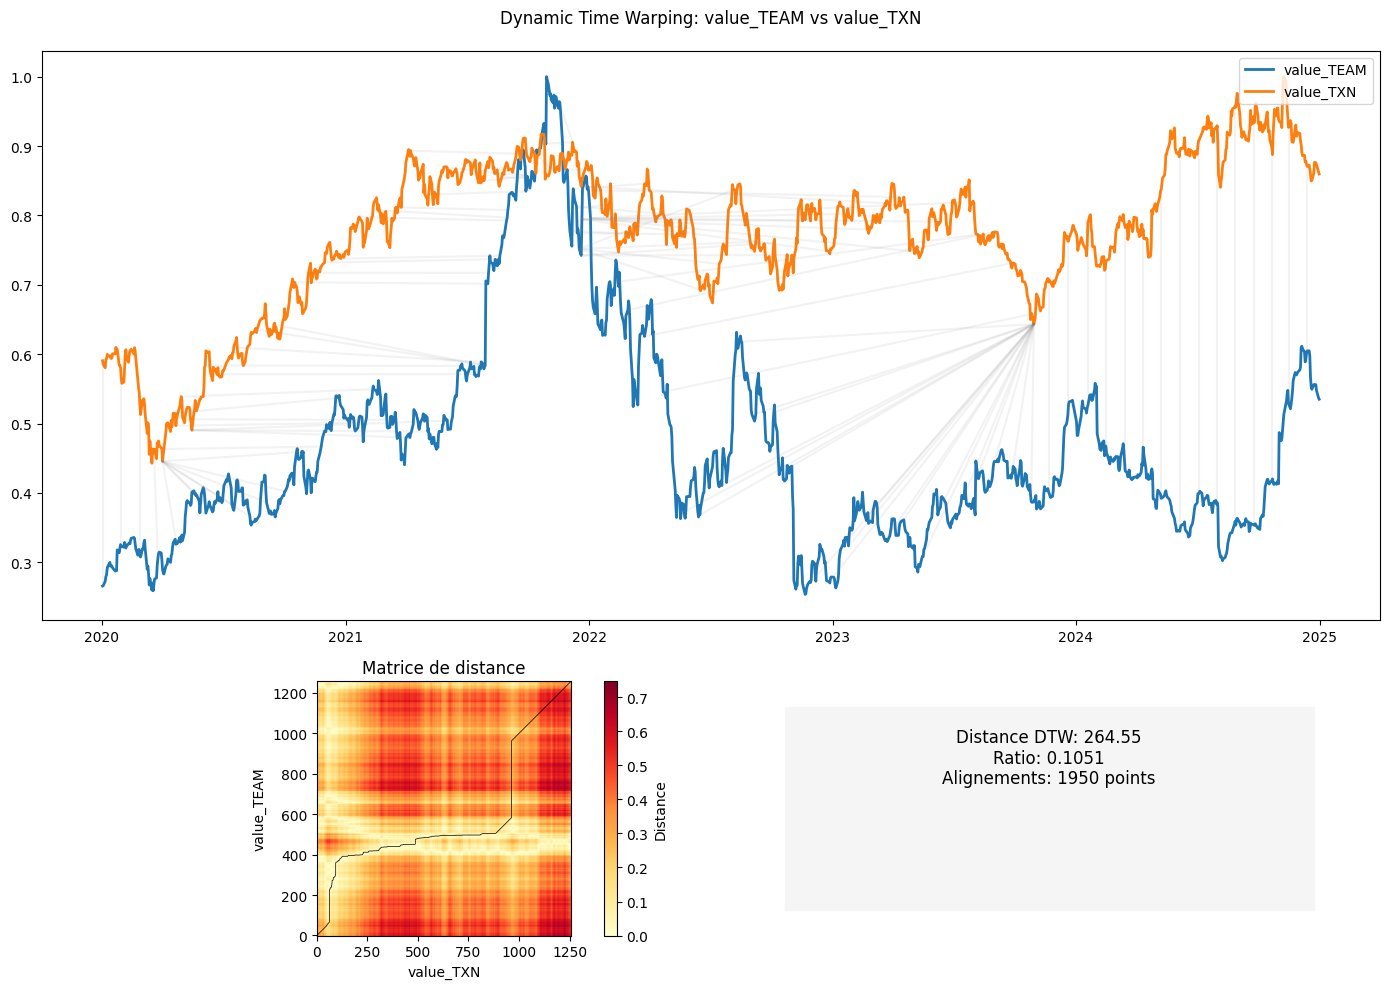 Dynamic Time Warping: value_TEAM vs value_TXN
value_TEAM
value_TXN
1.0
0.9
0.8
0.7
0.6
0.5
0.4
0.3
2020 2021 2022 2023 2024 2025
Matrice de distance
value_TEAM
1200
1000
800
600
400
200
0
0 250 500 750 1000 1250
value_TXN
0.7
0.6
0.5
0.4
0.3
0.2
0.1
0.0
Distance
Distance DTW: 264.55
Ratio: 0.1051
Alignements: 1950 points